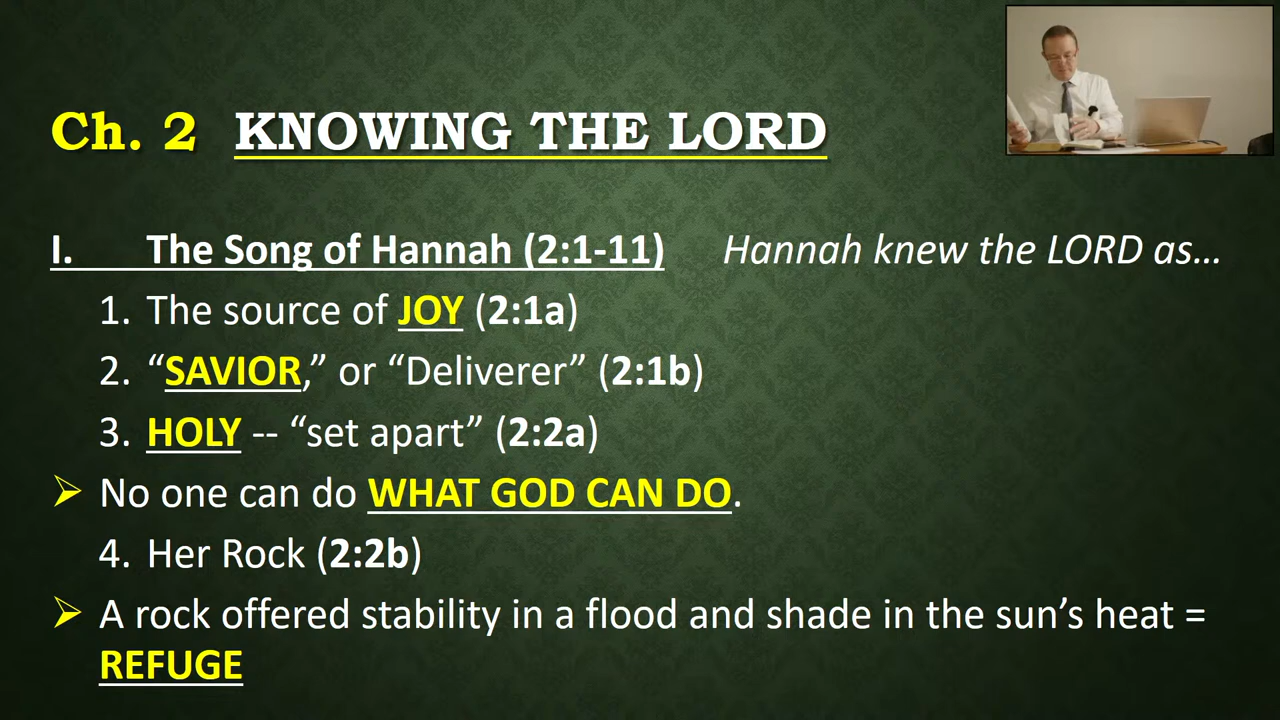 Ch. 2 KNOWING THE LORD
I. The Song of Hannah (2:1-11) Hannah knew the LORD as...
1. The source of JOY (2:1a)
2. “SAVIOR,” or “Deliverer” (2:1b)
3. HOLY -- “set apart” (2:2a)
➢ No one can do WHAT GOD CAN DO.
4. Her Rock (2:2b)
➢ A rock offered stability in a flood and shade in the sun’s heat =
REFUGE